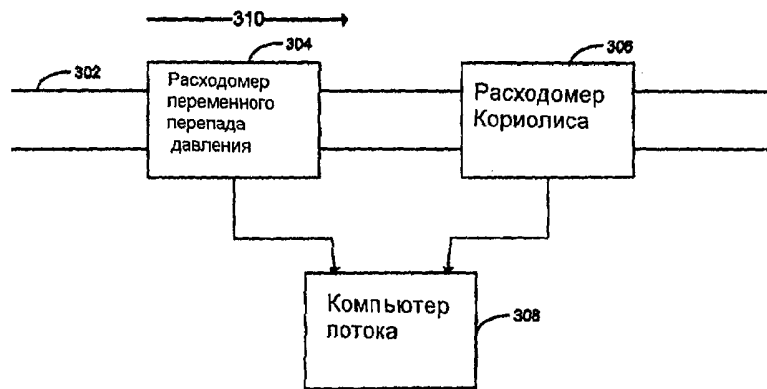 310
302
304
306
Расходомер
переменного
перепада
давления
Расходомер
Кориолиса
Компьютер
потока
308